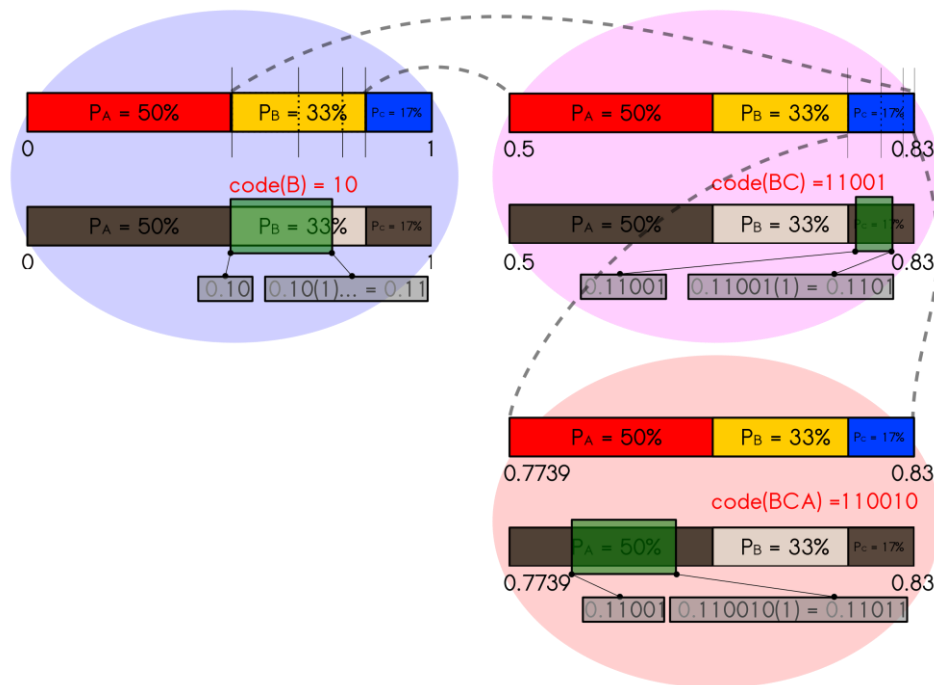 PA = 50% PB = 33% Pc = 17%
0 1
code(B) = 10
PA = 50% PB = 33% Pc = 17%
0 1
0.10 0.10(1)... = 0.11
PA = 50% PB = 33% Pc = 17%
0.5 0.83
code(BC) =11001
PA = 50% PB = 33% Pc = 17%
0.5 0.83
0.11001 0.11001(1) = 0.1101
PA = 50% PB = 33% Pc = 17%
0.7739 0.83
code(BCA) =110010
PA = 50% PB = 33% Pc = 17%
0.7739 0.83
0.11001 0.110010(1) = 0.11011